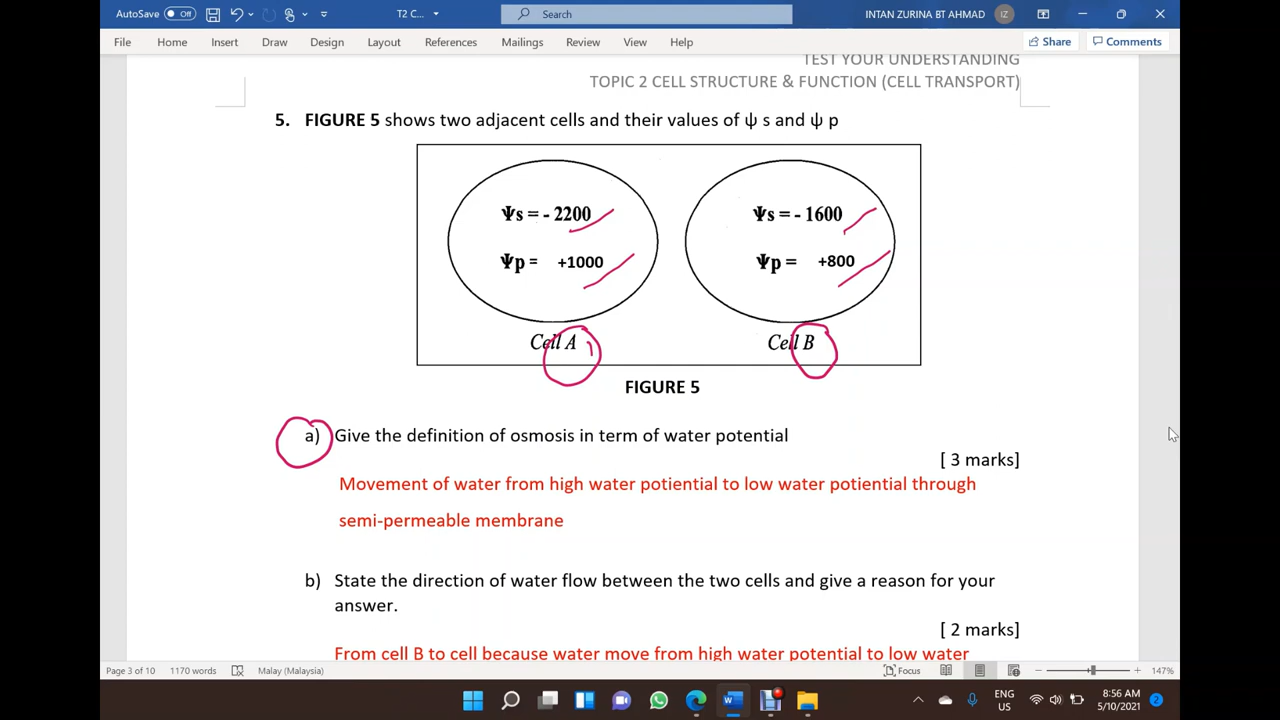 AutoSave Off T2 C... Search INTAN ZURINA BT AHMAD IZ
File Home Insert Draw Design Layout References Mailings Review View Help Share Comments
TEST YOUR UNDERSTANDING
TOPIC 2 CELL STRUCTURE & FUNCTION (CELL TRANSPORT)
5. FIGURE 5 shows two adjacent cells and their values of ψ s and ψ p
Ψs = - 2200 Ψs = - 1600
Ψp = +1000 Ψp = +800
Cell A Cell B
FIGURE 5
a) Give the definition of osmosis in term of water potential
[ 3 marks]
Movement of water from high water potiential to low water potiential through
semi-permeable membrane
b) State the direction of water flow between the two cells and give a reason for your
answer.
[ 2 marks]
From cell B to cell because water move from high water potential to low water
Page 3 of 10 1170 words Malay (Malaysia) Focus 147%
ENG 8:56 AM
US 5/10/2021 2